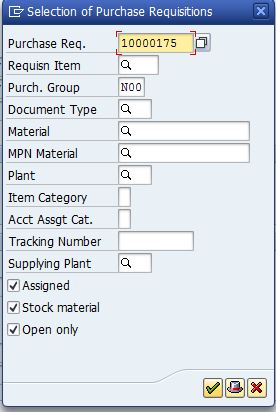 Selection of Purchase Requisitions
Purchase Req. 10000175
Requisn Item
Purch. Group N00
Document Type
Material
MPN Material
Plant
Item Category
Acct Assgt Cat.
Tracking Number
Supplying Plant
Assigned
Stock material
Open only